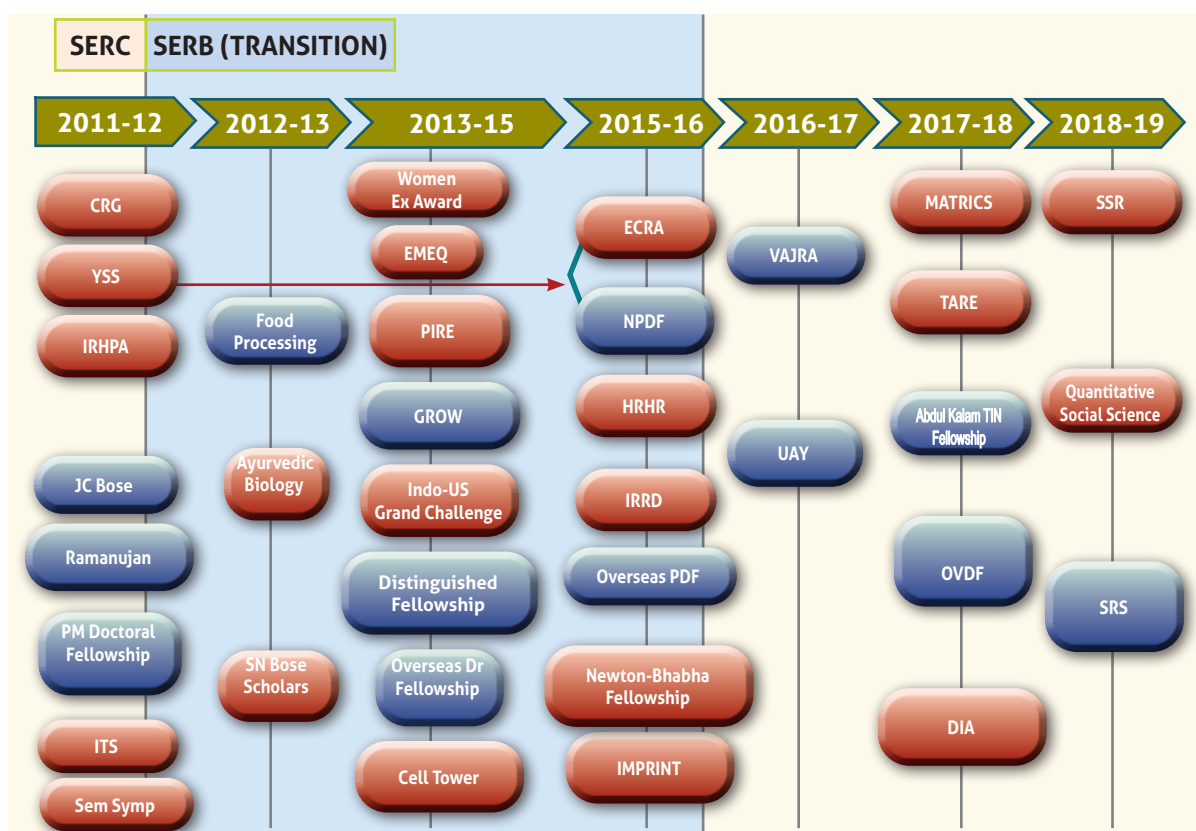 SERC SERB (TRANSITION)
2011-12
CRG
YSS
IRHPA
JC Bose
Ramanujan
PM Doctoral
Fellowship
ITS
Sem Symp
2012-13
Food
Processing
Ayurvedic
Biology
SN Bose
Scholars
2013-15
Women
Ex Award
EMEQ
PIRE
GROW
Indo-US
Grand Challenge
Distinguished
Fellowship
Overseas Dr
Fellowship
Cell Tower
2015-16
ECRA
NPDF
HRHR
IRRD
Overseas PDF
Newton-Bhabha
Fellowship
IMPRINT
2016-17
VAJRA
UAY
2017-18
MATRICS
TARE
Abdul Kalam TIN
Fellowship
OVDF
DIA
2018-19
SSR
Quantitative
Social Science
SRS